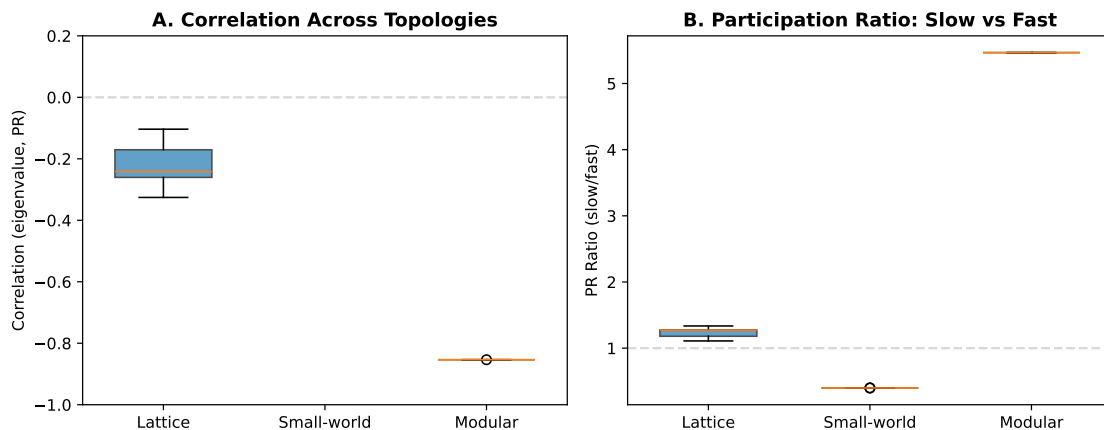 A. Correlation Across Topologies
Correlation (eigenvalue, PR)
0.2
0.0
−0.2
−0.4
−0.6
−0.8
−1.0
Lattice
Small-world
Modular
B. Participation Ratio: Slow vs Fast
PR Ratio (slow/fast)
5
4
3
2
1
Lattice
Small-world
Modular